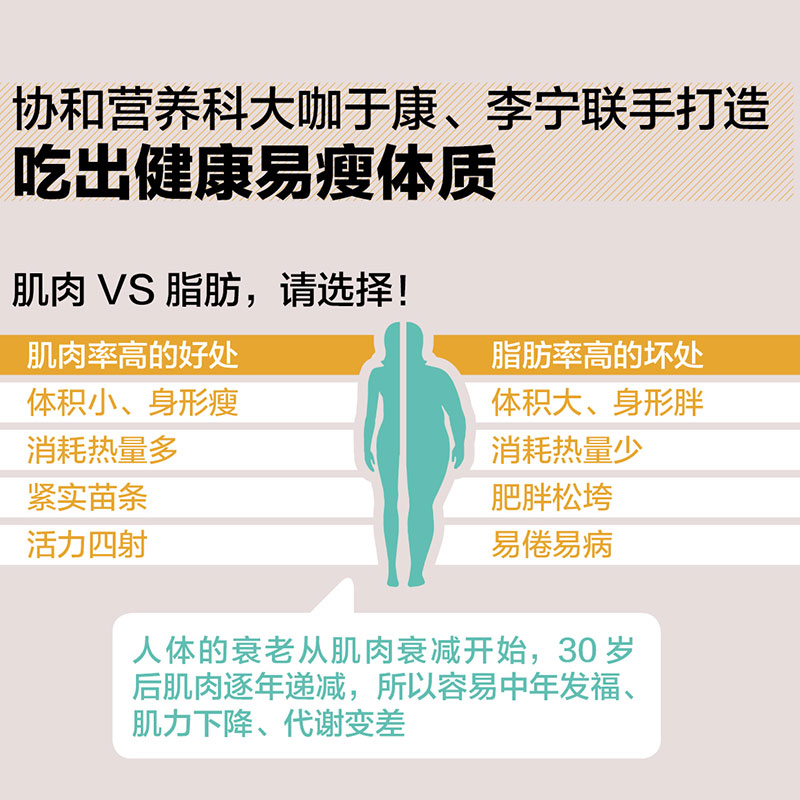 协和营养科大咖于康、李宁联手打造
吃出健康易瘦体质
肌肉 VS 脂肪，请选择！
肌肉率高的好处
脂肪率高的坏处
体积小、身形瘦
体积大、身形胖
消耗热量多
消耗热量少
紧实苗条
肥胖松垮
活力四射
易倦易病
人体的衰老从肌肉衰减开始，30 岁
后肌肉逐年递减，所以容易中年发福、
肌力下降、代谢变差